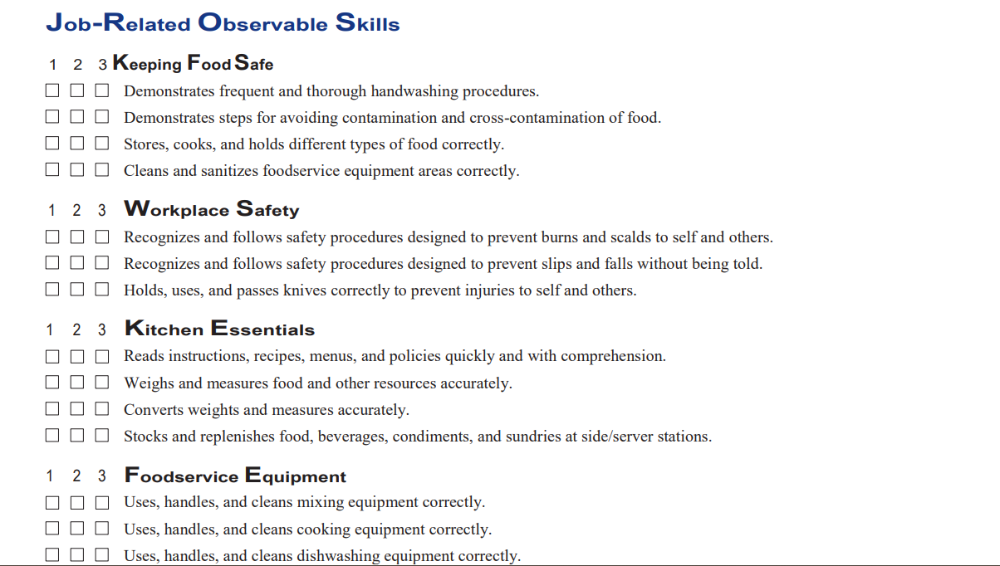 Job-Related Observable Skills
1 2 3 Keeping Food Safe
☐ ☐ ☐ Demonstrates frequent and thorough handwashing procedures.
☐ ☐ ☐ Demonstrates steps for avoiding contamination and cross-contamination of food.
☐ ☐ ☐ Stores, cooks, and holds different types of food correctly.
☐ ☐ ☐ Cleans and sanitizes foodservice equipment areas correctly.
1 2 3 Workplace Safety
☐ ☐ ☐ Recognizes and follows safety procedures designed to prevent burns and scalds to self and others.
☐ ☐ ☐ Recognizes and follows safety procedures designed to prevent slips and falls without being told.
☐ ☐ ☐ Holds, uses, and passes knives correctly to prevent injuries to self and others.
1 2 3 Kitchen Essentials
☐ ☐ ☐ Reads instructions, recipes, menus, and policies quickly and with comprehension.
☐ ☐ ☐ Weighs and measures food and other resources accurately.
☐ ☐ ☐ Converts weights and measures accurately.
☐ ☐ ☐ Stocks and replenishes food, beverages, condiments, and sundries at side/server stations.
1 2 3 Foodservice Equipment
☐ ☐ ☐ Uses, handles, and cleans mixing equipment correctly.
☐ ☐ ☐ Uses, handles, and cleans cooking equipment correctly.
☐ ☐ ☐ Uses, handles, and cleans dishwashing equipment correctly.